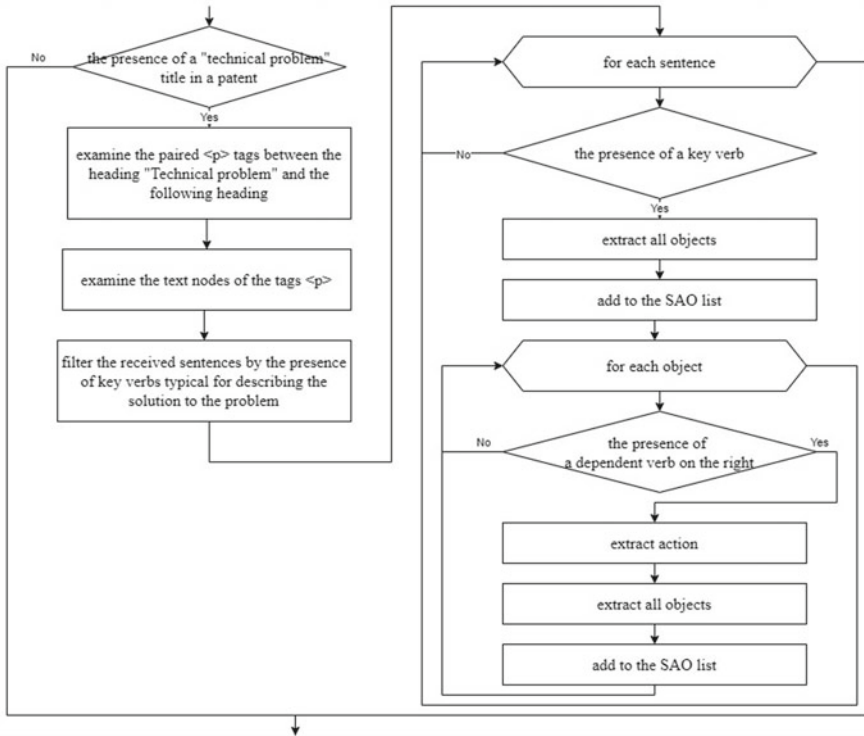 No
the presence of a "technical problem"
title in a patent
Yes
examine the paired <p> tags between the
heading "Technical problem" and the
following heading
examine the text nodes of the tags <p>
filter the received sentences by the presence
of key verbs typical for describing the
solution to the problem
for each sentence
No
the presence of a key verb
Yes
extract all objects
add to the SAO list
for each object
No
the presence of
a dependent verb on the right
Yes
extract action
extract all objects
add to the SAO list